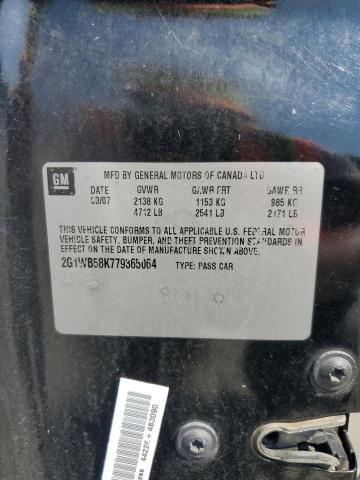 GM
MFD BY GENERAL MOTORS OF CANADA LTD
DATE GVWR GAWR FRT GAWR RR
03/07 2138 KG 1153 KG 985 KG
4712 LB 2541 LB 2171 LB
THIS VEHICLE CONFORMS TO ALL APPLICABLE U.S. FEDERAL MOTOR
VEHICLE SAFETY, BUMPER, AND THEFT PREVENTION STANDARDS
IN EFFECT ON THE DATE OF MANUFACTURE SHOWN ABOVE.
2G1WB58K779365064 TYPE: PASS CAR